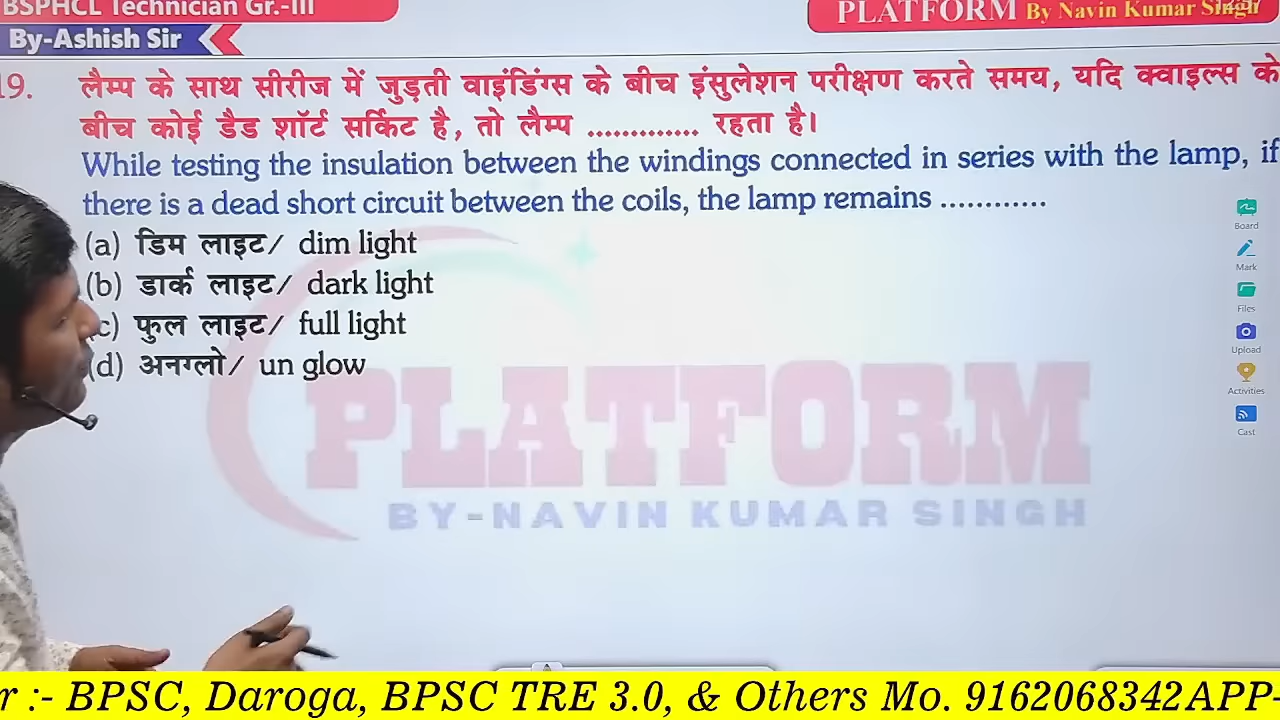 BSPHCL Technician Gr.-III
PLATFORM By Navin Kumar Singh
By-Ashish Sir
19. लैम्प के साथ सीरीज में जुड़ती वाइंडिंग्स के बीच इंसुलेशन परीक्षण करते समय, यदि क्वाइल्स के
बीच कोई डैड शॉर्ट सर्किट है, तो लैम्प ............. रहता है।
While testing the insulation between the windings connected in series with the lamp, if
there is a dead short circuit between the coils, the lamp remains ............
(a) डिम लाइट/ dim light
(b) डार्क लाइट/ dark light
c) फुल लाइट/ full light
(d) अनग्लो/ un glow
Board
Mark
Files
Upload
Activities
Cast
PLATFORM
BY-NAVIN KUMAR SINGH
r :- BPSC, Daroga, BPSC TRE 3.0, & Others Mo. 9162068342APP-